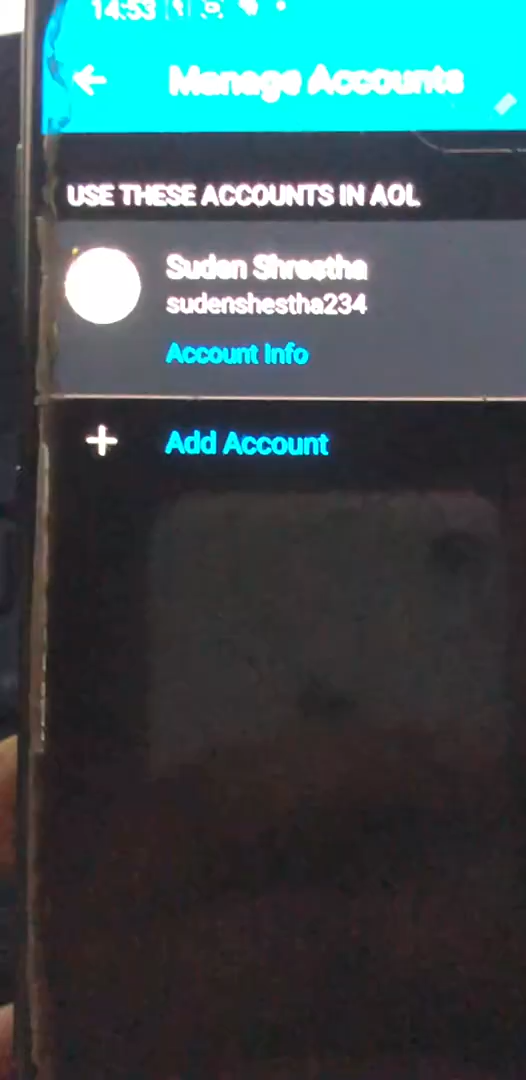 14:53
Manage Accounts
USE THESE ACCOUNTS IN AOL
Suden Shrestha
sudenshestha234
Account Info
Add Account